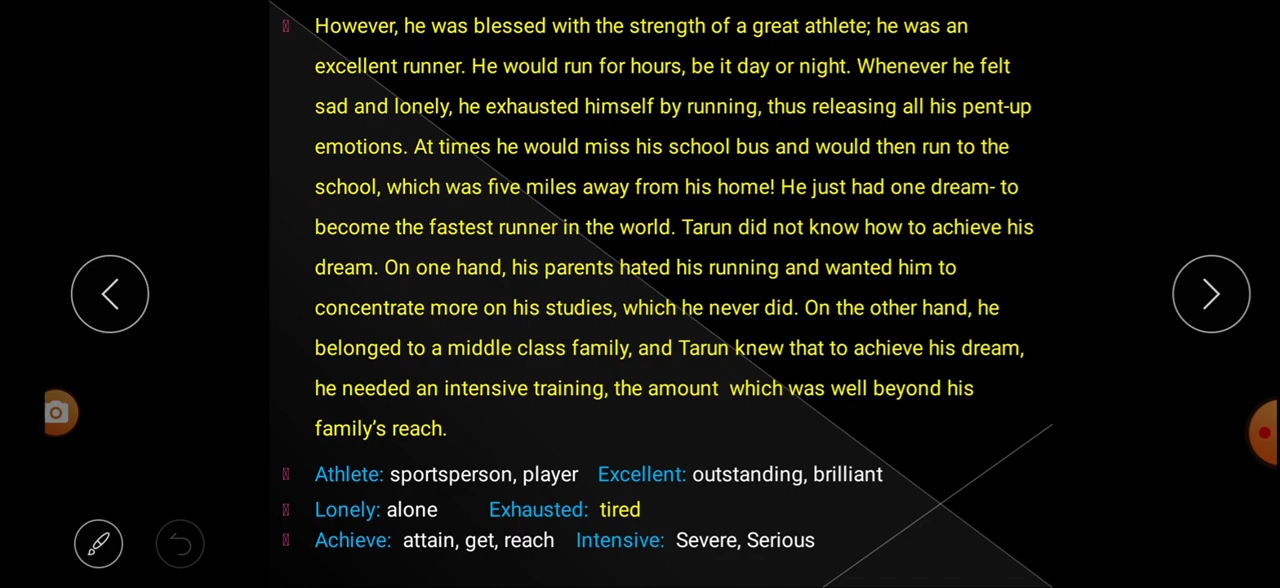 However, he was blessed with the strength of a great athlete; he was an
excellent runner. He would run for hours, be it day or night. Whenever he felt
sad and lonely, he exhausted himself by running, thus releasing all his pent-up
emotions. At times he would miss his school bus and would then run to the
school, which was five miles away from his home! He just had one dream- to
become the fastest runner in the world. Tarun did not know how to achieve his
dream. On one hand, his parents hated his running and wanted him to
concentrate more on his studies, which he never did. On the other hand, he
belonged to a middle class family, and Tarun knew that to achieve his dream,
he needed an intensive training, the amount which was well beyond his
family’s reach.
Athlete: sportsperson, player Excellent: outstanding, brilliant
Lonely: alone Exhausted: tired
Achieve: attain, get, reach Intensive: Severe, Serious